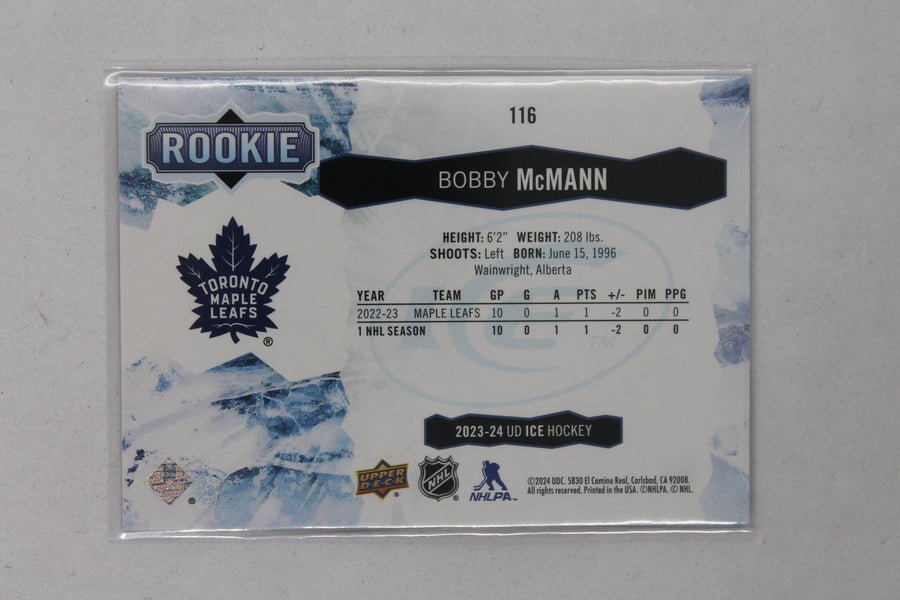 116
ROOKIE
BOBBY McMANN
TORONTO
MAPLE
LEAFS
®
HEIGHT: 6'2" WEIGHT: 208 lbs.
SHOOTS: Left BORN: June 15, 1996
Wainwright, Alberta
YEAR TEAM GP G A PTS +/- PIM PPG
2022-23 MAPLE LEAFS 10 0 1 1 -2 0 0
1 NHL SEASON 10 0 1 1 -2 0 0
ICE
TM
2023-24 UD ICE HOCKEY
UPPER
D·E·C·K
NHL
®
NHLPA
©2024 UDC. 5830 El Camino Real, Carlsbad, CA 92008.
All rights reserved. Printed in the USA. ©NHLPA. © NHL.
®